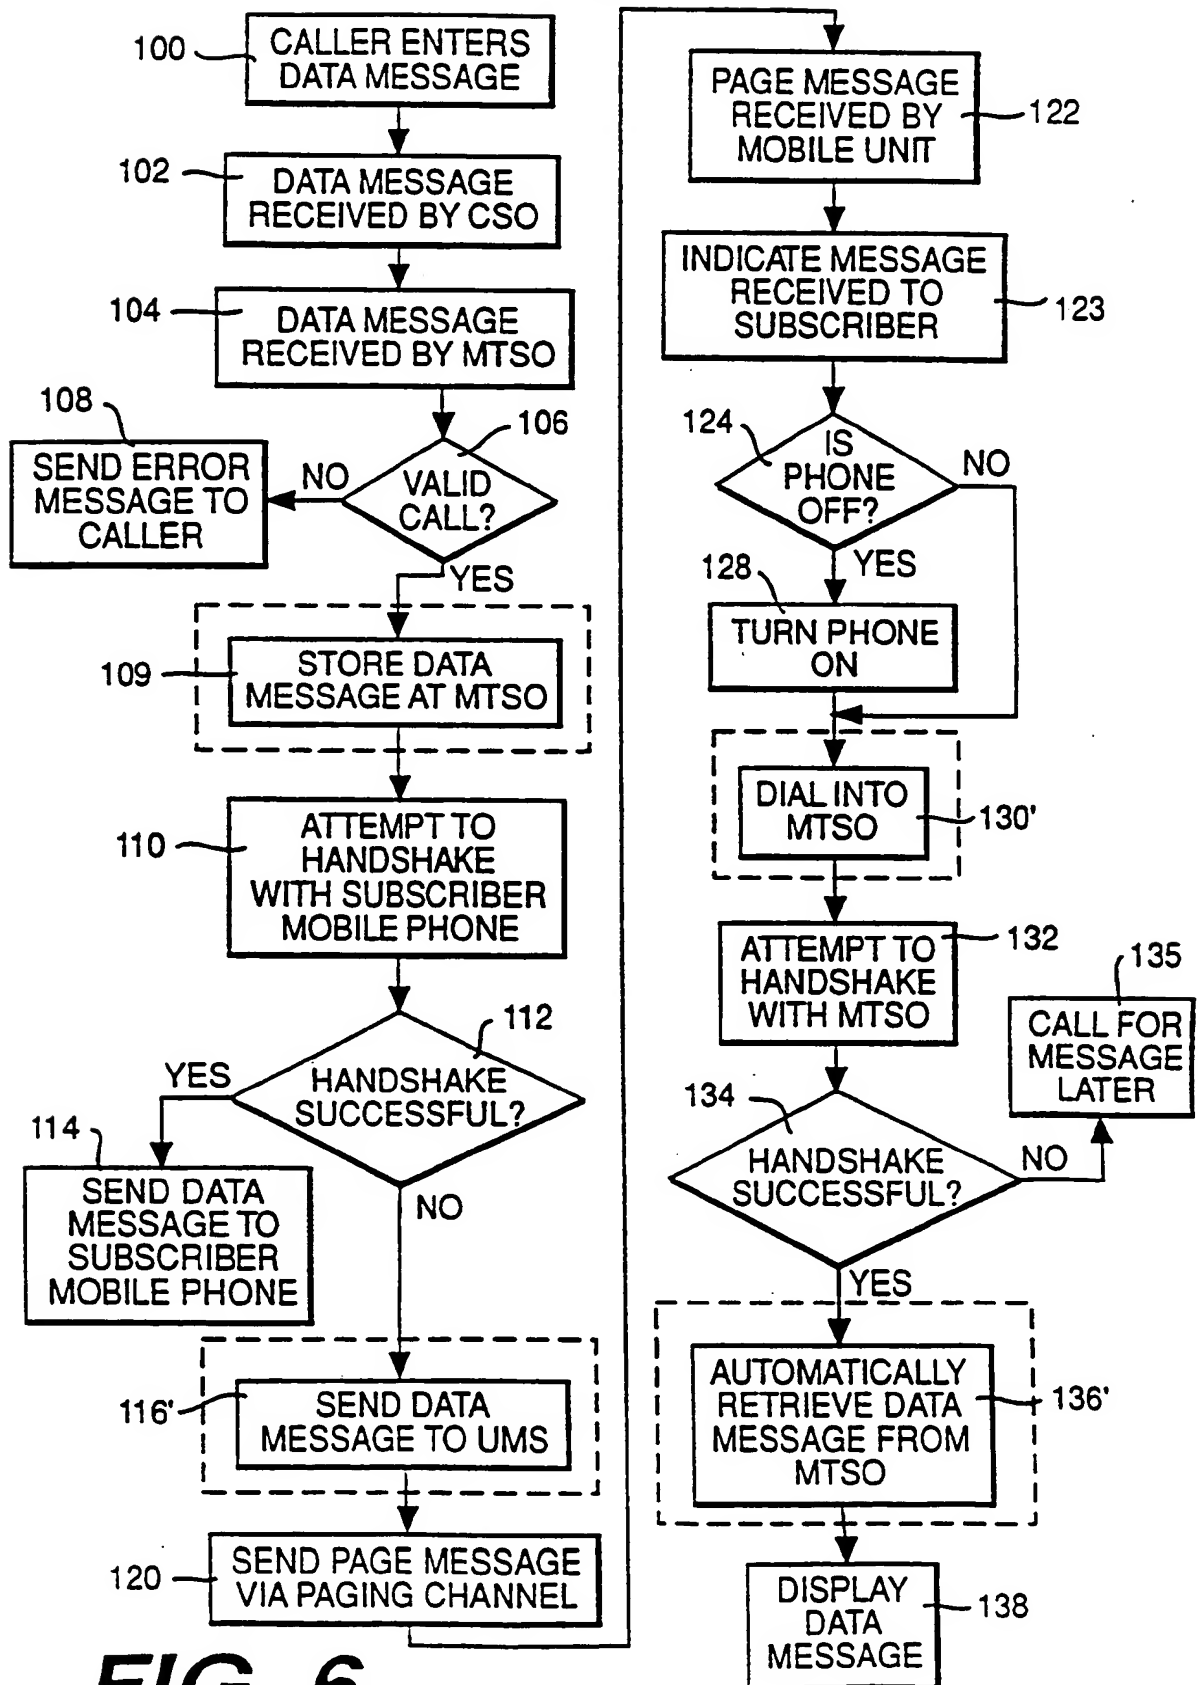 100
CALLER ENTERS
DATA MESSAGE
102
DATA MESSAGE
RECEIVED BY CSO
104
DATA MESSAGE
RECEIVED BY MTSO
106
VALID
CALL?
NO
108
SEND ERROR
MESSAGE TO
CALLER
YES
109
STORE DATA
MESSAGE AT MTSO
110
ATTEMPT TO
HANDSHAKE
WITH SUBSCRIBER
MOBILE PHONE
112
HANDSHAKE
SUCCESSFUL?
YES
114
SEND DATA
MESSAGE TO
SUBSCRIBER
MOBILE PHONE
NO
116'
SEND DATA
MESSAGE TO UMS
120
SEND PAGE MESSAGE
VIA PAGING CHANNEL
PAGE MESSAGE
RECEIVED BY
MOBILE UNIT
122
INDICATE MESSAGE
RECEIVED TO
SUBSCRIBER
123
124
IS
PHONE
OFF?
NO
YES
128
TURN PHONE
ON
DIAL INTO
MTSO
130'
ATTEMPT TO
HANDSHAKE
WITH MTSO
132
134
HANDSHAKE
SUCCESSFUL?
NO
135
CALL FOR
MESSAGE
LATER
YES
AUTOMATICALLY
RETRIEVE DATA
MESSAGE FROM
MTSO
136'
DISPLAY
DATA
MESSAGE
138
FIG. 6